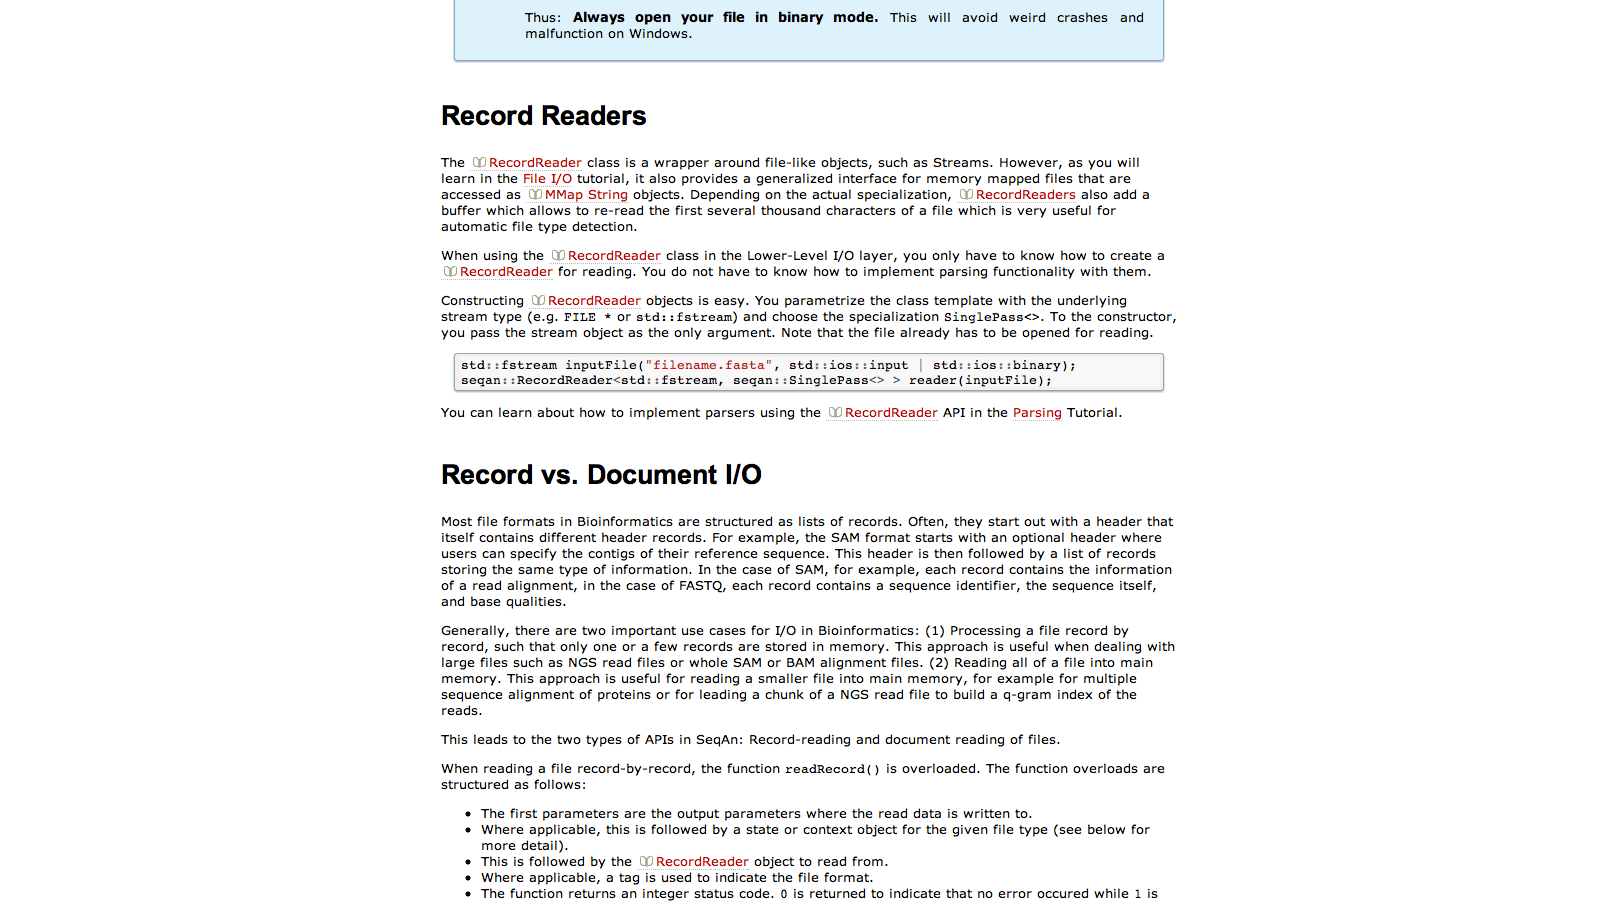 Thus: Always open your file in binary mode. This will avoid weird crashes and
malfunction on Windows.
Record Readers
The RecordReader class is a wrapper around file-like objects, such as Streams. However, as you will
learn in the File I/O tutorial, it also provides a generalized interface for memory mapped files that are
accessed as MMap String objects. Depending on the actual specialization, RecordReaders also add a
buffer which allows to re-read the first several thousand characters of a file which is very useful for
automatic file type detection.
When using the RecordReader class in the Lower-Level I/O layer, you only have to know how to create a
RecordReader for reading. You do not have to know how to implement parsing functionality with them.
Constructing RecordReader objects is easy. You parametrize the class template with the underlying
stream type (e.g. FILE * or std::fstream) and choose the specialization SinglePass<>. To the constructor,
you pass the stream object as the only argument. Note that the file already has to be opened for reading.
std::fstream inputFile("filename.fasta", std::ios::input | std::ios::binary);
seqan::RecordReader<std::fstream, seqan::SinglePass<> > reader(inputFile);
You can learn about how to implement parsers using the RecordReader API in the Parsing Tutorial.
Record vs. Document I/O
Most file formats in Bioinformatics are structured as lists of records. Often, they start out with a header that
itself contains different header records. For example, the SAM format starts with an optional header where
users can specify the contigs of their reference sequence. This header is then followed by a list of records
storing the same type of information. In the case of SAM, for example, each record contains the information
of a read alignment, in the case of FASTQ, each record contains a sequence identifier, the sequence itself,
and base qualities.
Generally, there are two important use cases for I/O in Bioinformatics: (1) Processing a file record by
record, such that only one or a few records are stored in memory. This approach is useful when dealing with
large files such as NGS read files or whole SAM or BAM alignment files. (2) Reading all of a file into main
memory. This approach is useful for reading a smaller file into main memory, for example for multiple
sequence alignment of proteins or for leading a chunk of a NGS read file to build a q-gram index of the
reads.
This leads to the two types of APIs in SeqAn: Record-reading and document reading of files.
When reading a file record-by-record, the function readRecord() is overloaded. The function overloads are
structured as follows:
• The first parameters are the output parameters where the read data is written to.
• Where applicable, this is followed by a state or context object for the given file type (see below for
more detail).
• This is followed by the RecordReader object to read from.
• Where applicable, a tag is used to indicate the file format.
• The function returns an integer status code. 0 is returned to indicate that no error occured while 1 is